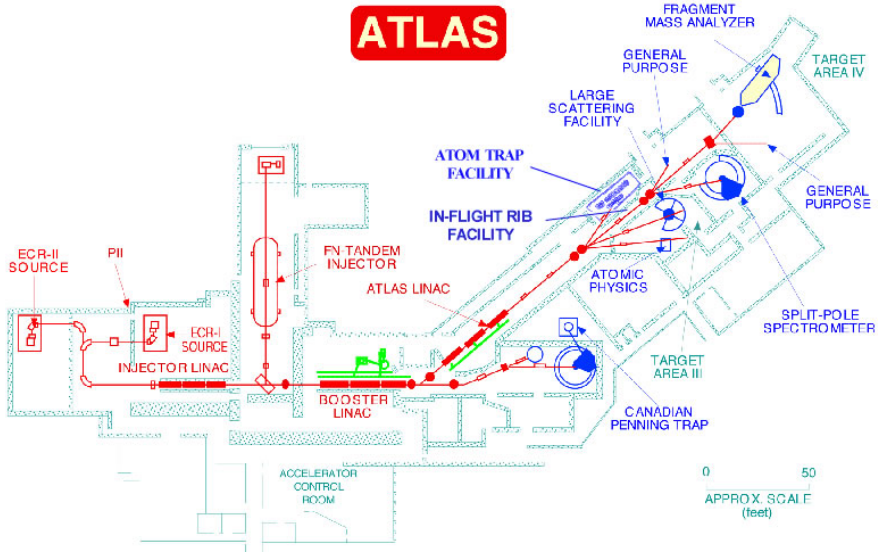 ATLAS
FRAGMENT
MASS ANALYZER
GENERAL
PURPOSE
TARGET
AREA IV
LARGE
SCATTERING
FACILITY
ATOM TRAP
FACILITY
GENERAL
PURPOSE
IN-FLIGHT RIB
FACILITY
ECR-II
SOURCE
PII
FN-TANDEM
INJECTOR
ATLAS LINAC
ATOMIC
PHYSICS
SPLIT-POLE
SPECTROMETER
ECR-I
SOURCE
INJECTOR LINAC
TARGET
AREA III
BOOSTER
LINAC
CANADIAN
PENNING TRAP
ACCELERATOR
CONTROL
ROOM
0 50
APPROX. SCALE
(feet)